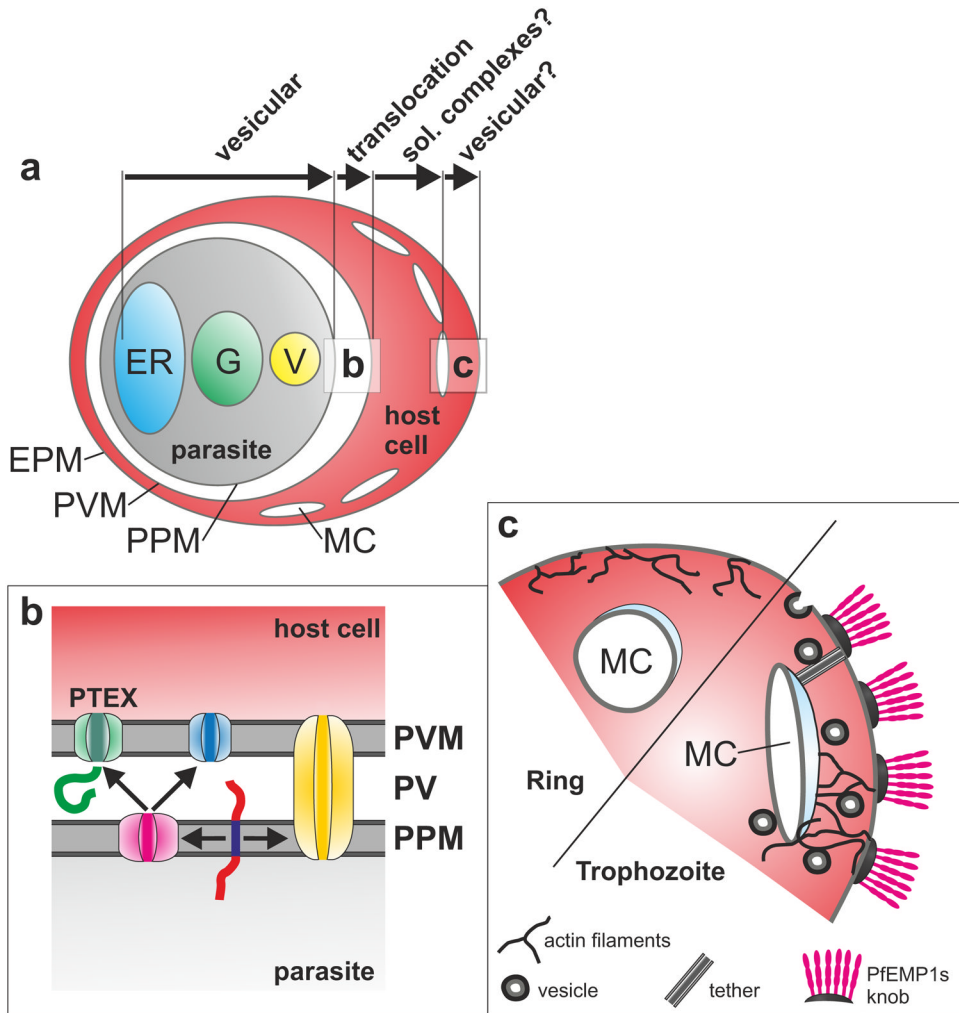 a
vesicular
translocation
sol. complexes?
vesicular?
ER
G
V
b
c
parasite
host
cell
EPM
PVM
PPM
MC
b
host cell
PTEX
PVM
PV
PPM
parasite
c
MC
MC
Ring
Trophozoite
actin filaments
vesicle
tether
PfEMP1s
knob